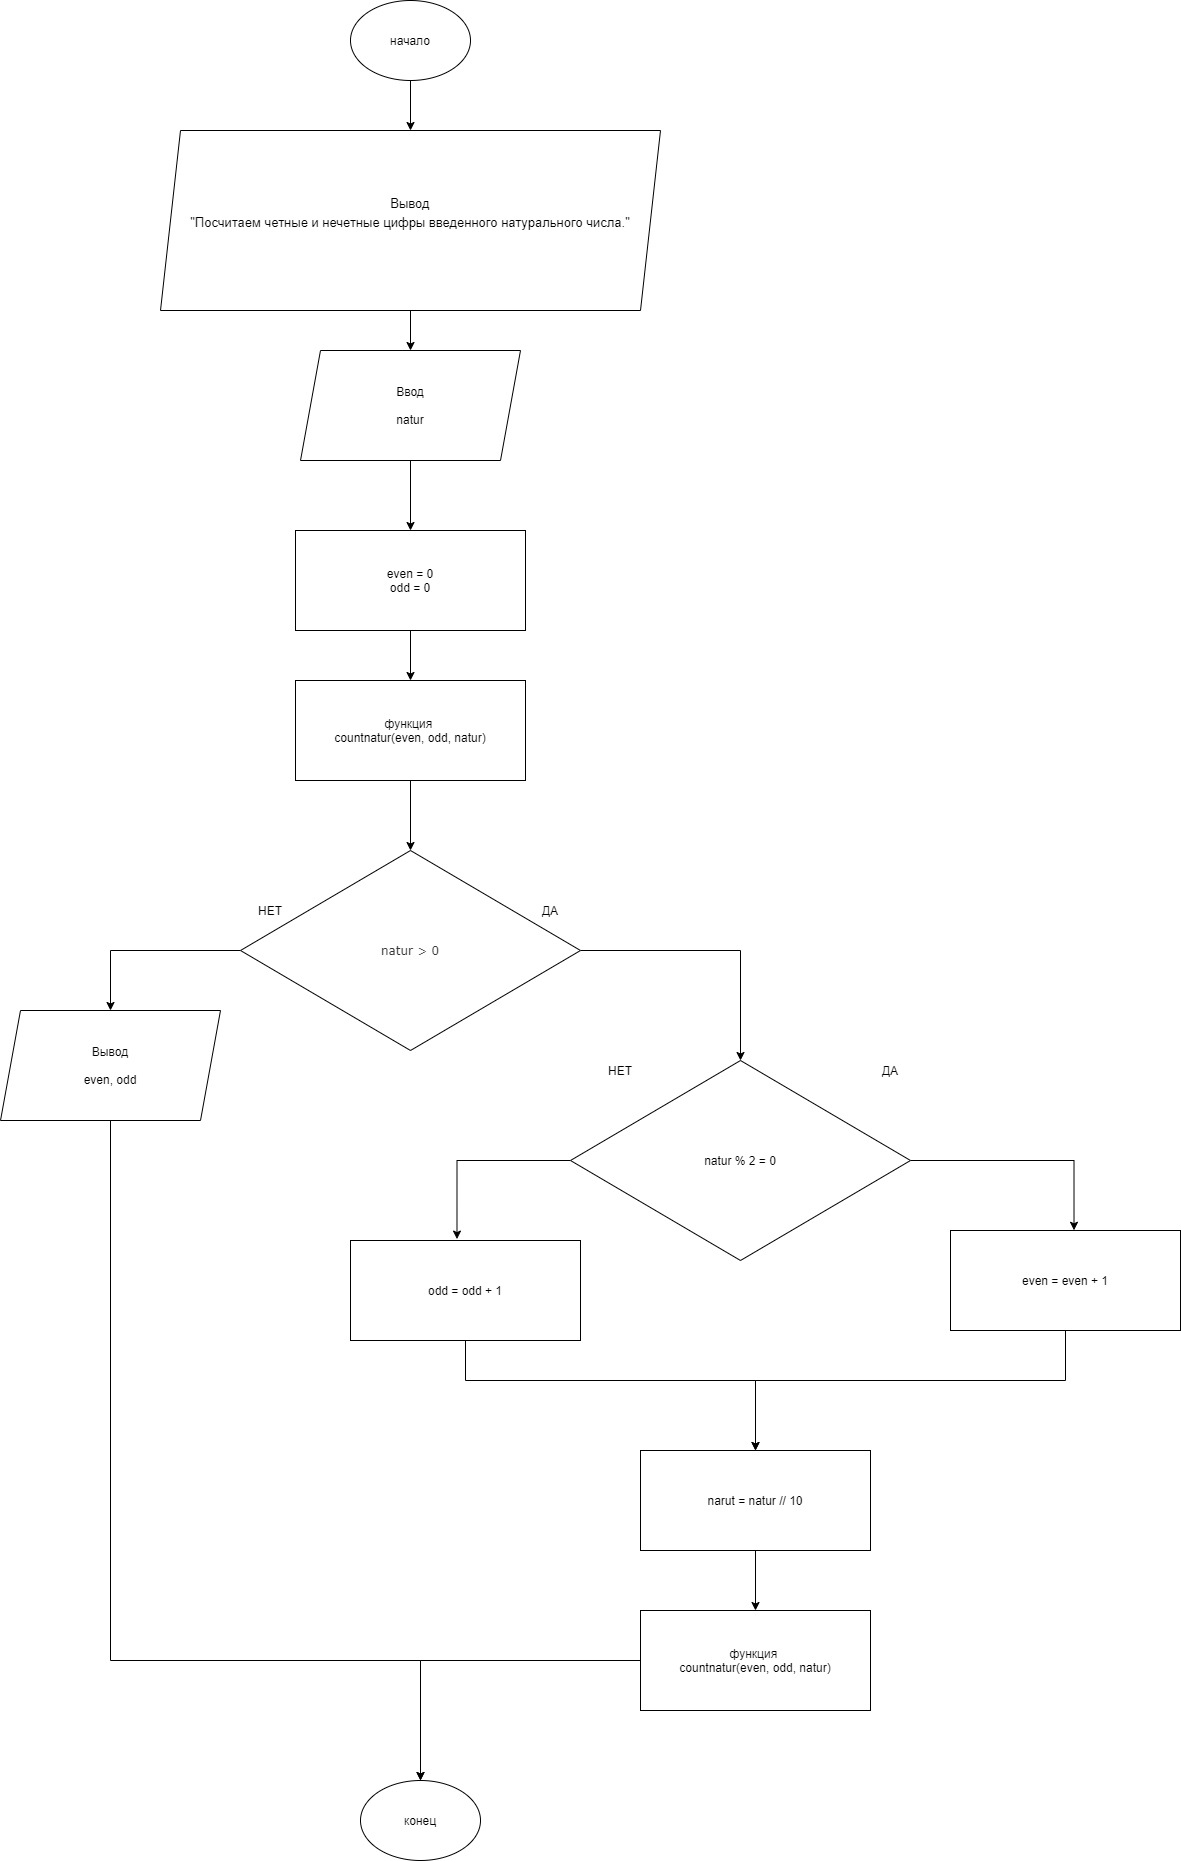 начало
Вывод
"Посчитаем четные и нечетные цифры введенного натурального числа."
Ввод
natur
even = 0
odd = 0
функция
countnatur(even, odd, natur)
НЕТ
ДА
natur > 0
Вывод
even, odd
НЕТ
ДА
natur % 2 = 0
odd = odd + 1
even = even + 1
narut = natur // 10
функция
countnatur(even, odd, natur)
конец